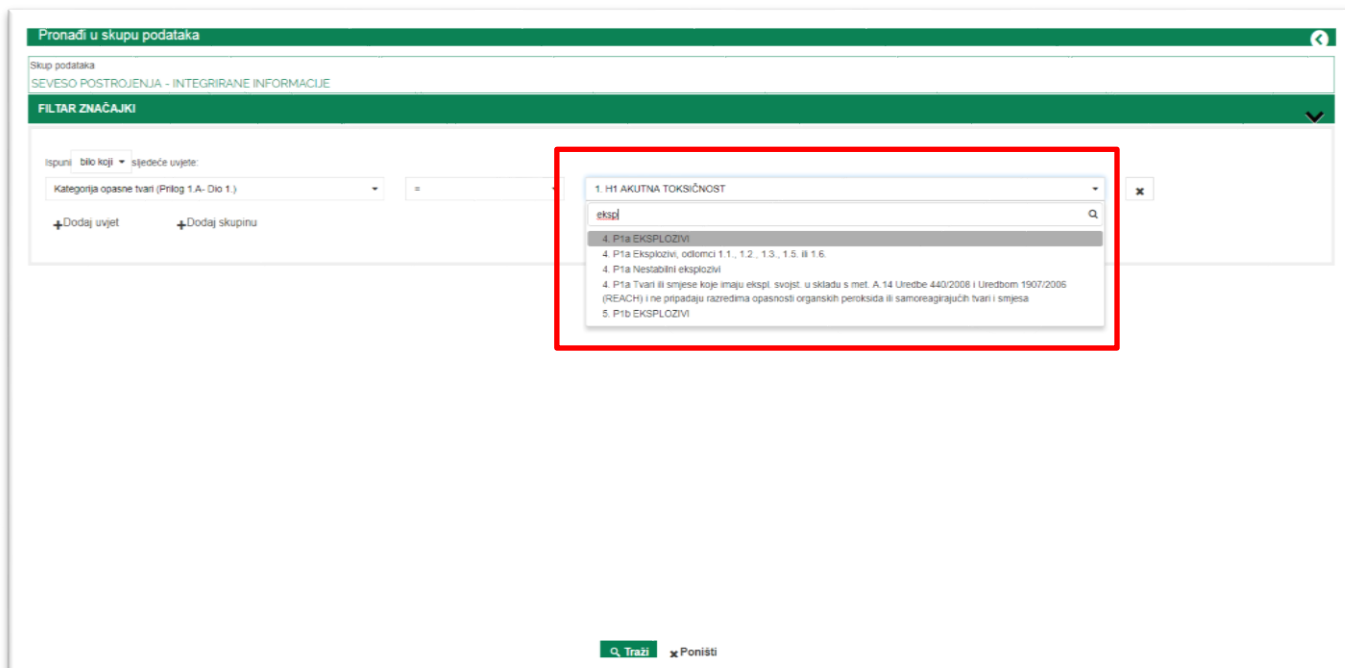 Pronađi u skupu podataka
Skup podataka
SEVESO POSTROJENJA - INTEGRIRANE INFORMACIJE
FILTAR ZNAČAJKI
Ispuni bilo koji sljedeće uvjete:
Kategorija opasne tvari (Prilog 1.A- Dio 1.) = 1. H1 AKUTNA TOKSIČNOST
eksp
+Dodaj uvjet +Dodaj skupinu
4. P1a EKSPLOZIVI
4. P1a Eksplozivi, odlomci 1.1., 1.2., 1.3., 1.5. ili 1.6.
4. P1a Nestabilni eksplozivi
4. P1a Tvari ili smjese koje imaju ekspl. svojst. u skladu s met. A.14 Uredbe 440/2008 i Uredbom 1907/2006
(REACH) i ne pripadaju razredima opasnosti organskih peroksida ili samoreagirajućih tvari i smjesa
5. P1b EKSPLOZIVI
Traži Poništi